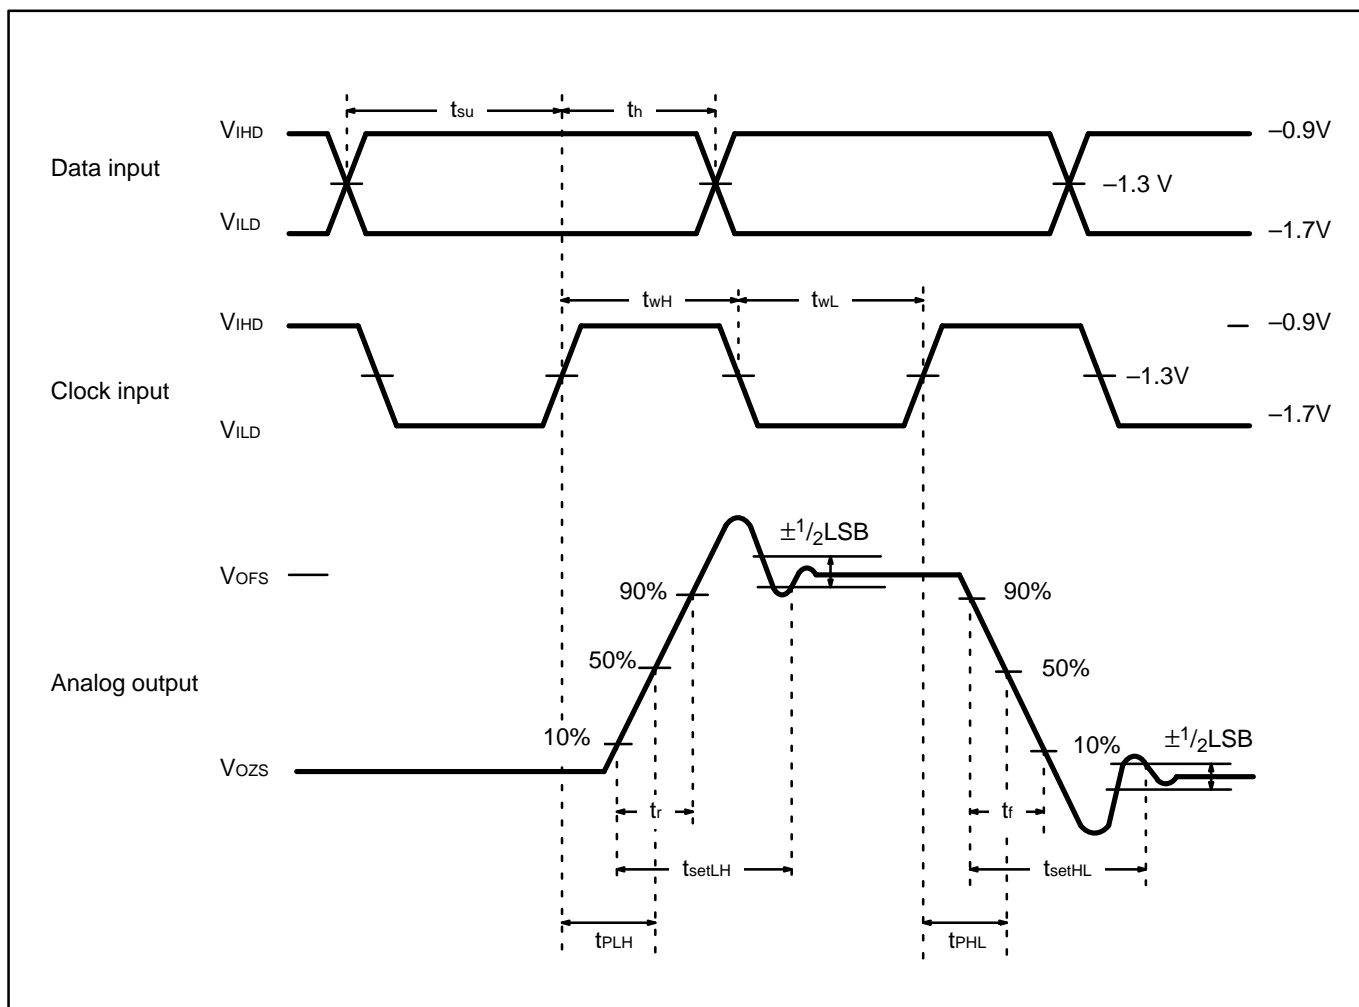 tsu th
VIHD –0.9V
Data input –1.3 V
VILD –1.7V
twH twL
VIHD –0.9V
Clock input –1.3V
VILD –1.7V
±1/2LSB
VOFS 90% 90%
50% 50%
Analog output
10% 10% ±1/2LSB
VOZS
tr tf
tsetLH tsetHL
tPLH tPHL